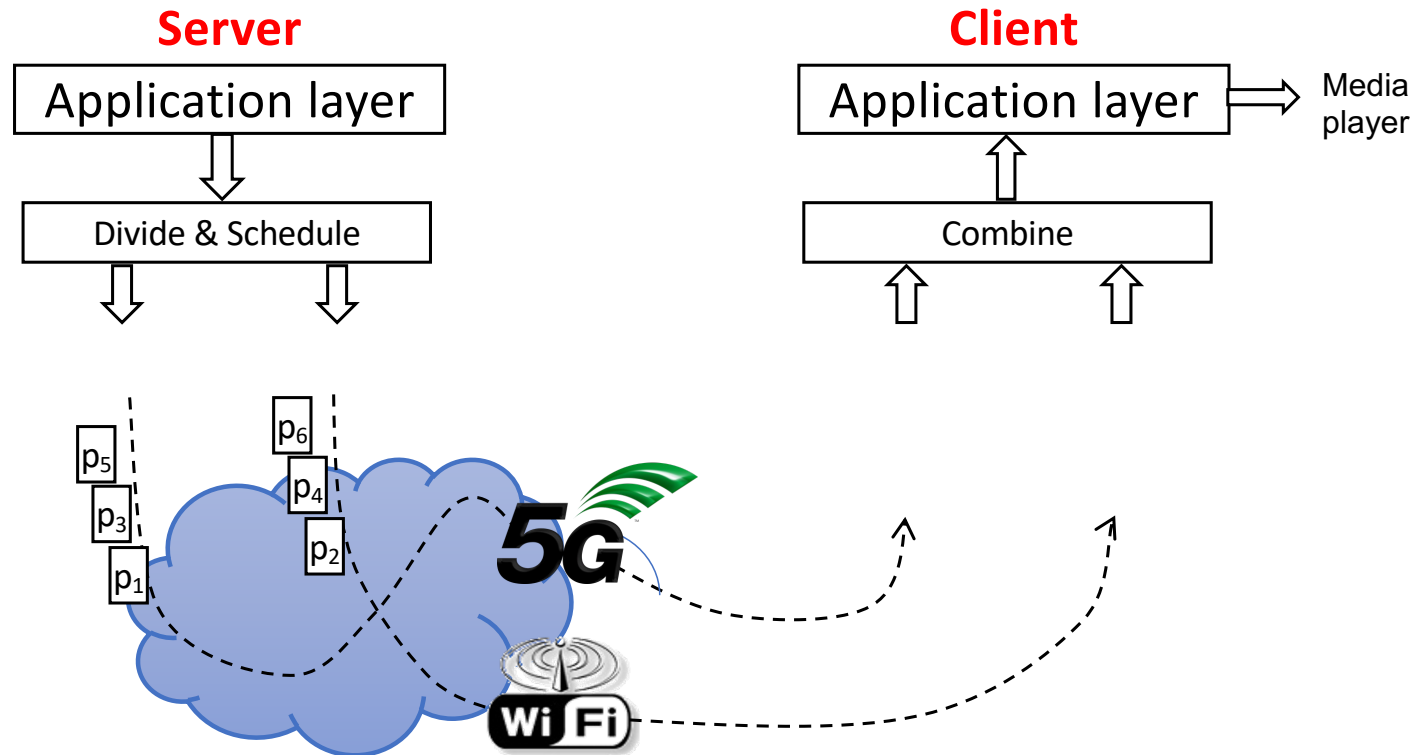 Server
Client
Application layer
Application layer
Media
player
Divide & Schedule
Combine
p5
p3
p1
p6
p4
p2
5G
™
Wi Fi